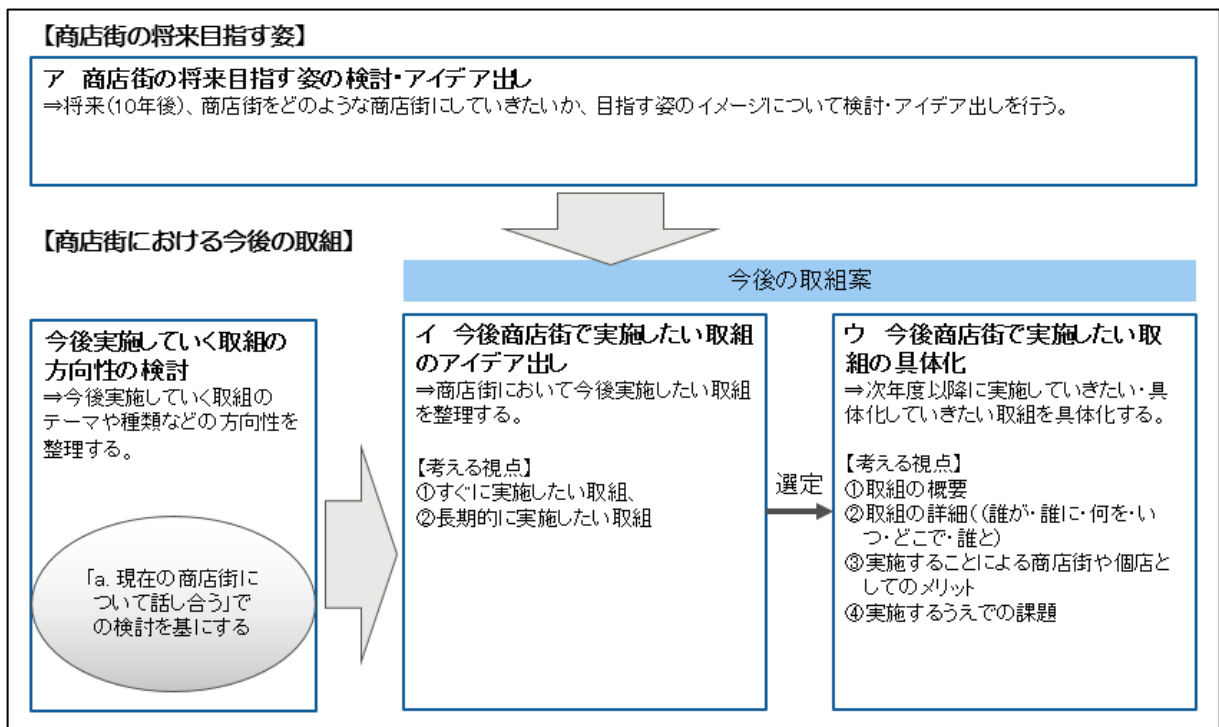 【商店街の将来目指す姿】
ア 商店街の将来目指す姿の検討・アイデア出し
⇒将来(10年後)、商店街をどのような商店街にしていきたいか、目指す姿のイメージについて検討・アイデア出しを行う。
【商店街における今後の取組】
今後の取組案
今後実施していく取組の
方向性の検討
⇒今後実施していく取組の
テーマや種類などの方向性を
整理する。
「a. 現在の商店街に
ついて話し合う」で
の検討を基にする
イ 今後商店街で実施したい取組
のアイデア出し
⇒商店街において今後実施したい取組
を整理する。
【考える視点】
①すぐに実施したい取組、
②長期的に実施したい取組
選定
ウ 今後商店街で実施したい取
組の具体化
⇒次年度以降に実施していきたい・具
体化していきたい取組を具体化する。
【考える視点】
①取組の概要
②取組の詳細((誰が・誰に・何を・い
つ・どこで・誰と)
③実施することによる商店街や個店と
してのメリット
④実施するうえでの課題